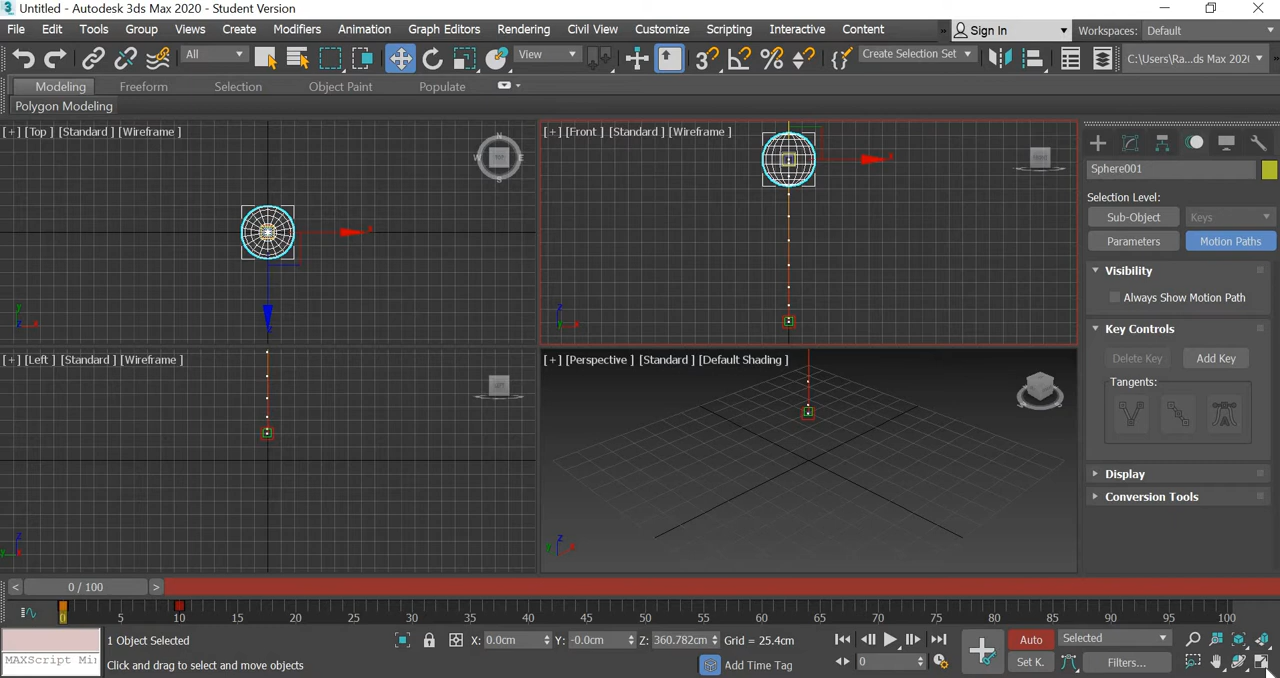 Untitled - Autodesk 3ds Max 2020 - Student Version
File Edit Tools Group Views Create Modifiers Animation Graph Editors Rendering Civil View Customize Scripting Interactive Content » Sign In Workspaces: Default
All View Create Selection Set C:\Users\Ra...ds Max 2020
Modeling Freeform Selection Object Paint Populate
Polygon Modeling
[+] [Top ] [Standard ] [Wireframe ]
[+] [Front ] [Standard ] [Wireframe ]
Sphere001
Selection Level:
Sub-Object Keys
Parameters Motion Paths
Visibility
Always Show Motion Path
Key Controls
Delete Key Add Key
Tangents:
Display
Conversion Tools
[+] [Left ] [Standard ] [Wireframe ]
[+] [Perspective ] [Standard ] [Default Shading ]
< 0 / 100 >
0 5 10 15 20 25 30 35 40 45 50 55 60 65 70 75 80 85 90 95 100
1 Object Selected X: 0.0cm Y: -0.0cm Z: 360.782cm Grid = 25.4cm Auto Selected
MAXScript Mi Click and drag to select and move objects Add Time Tag 0 Set K. Filters...